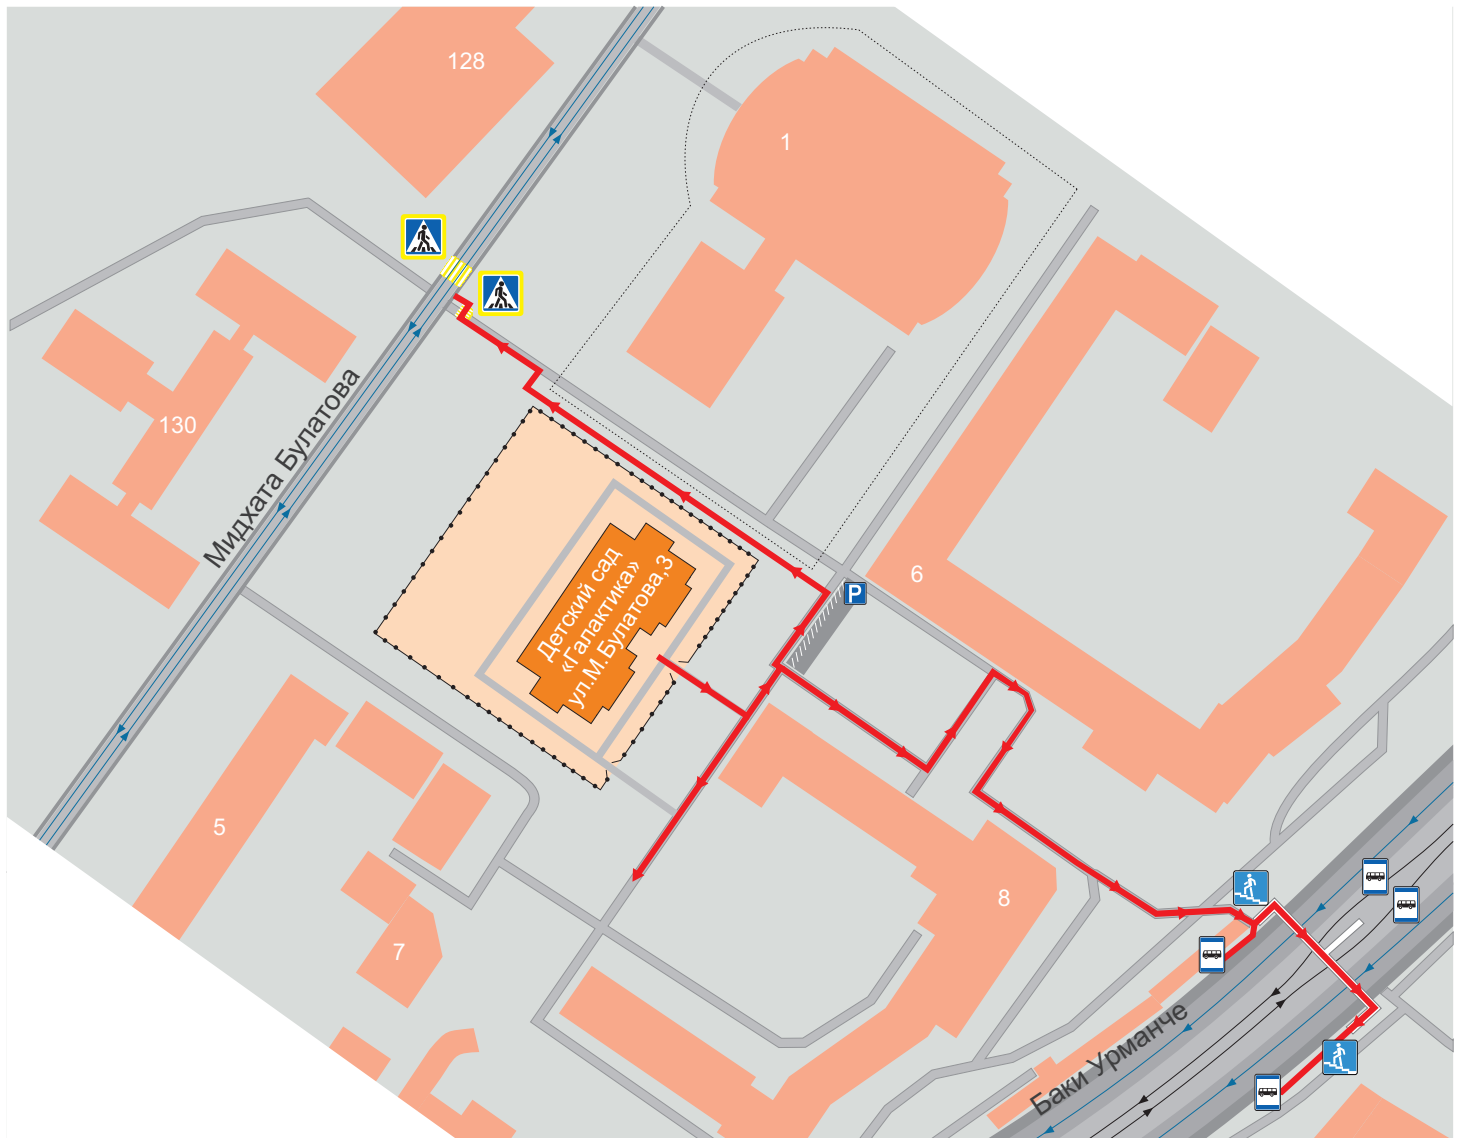 128
1
130
Мидхата Булатова
Детский сад
«Галактика»
ул.М.Булатова,3
P
6
5
7
8
Баки Урманче